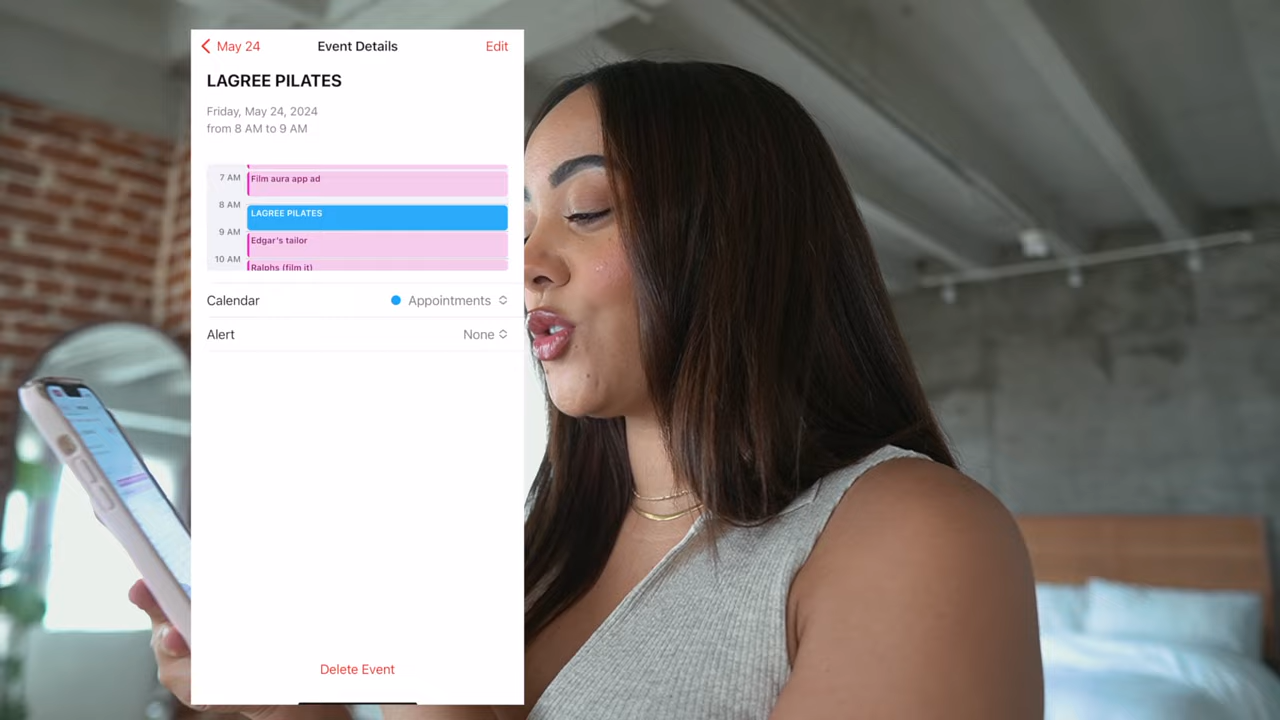 May 24
Event Details
Edit
LAGREE PILATES
Friday, May 24, 2024
from 8 AM to 9 AM
7 AM
Film aura app ad
8 AM
LAGREE PILATES
9 AM
Edgar's tailor
10 AM
Ralphs (film it)
Calendar
Appointments
Alert
None
Delete Event